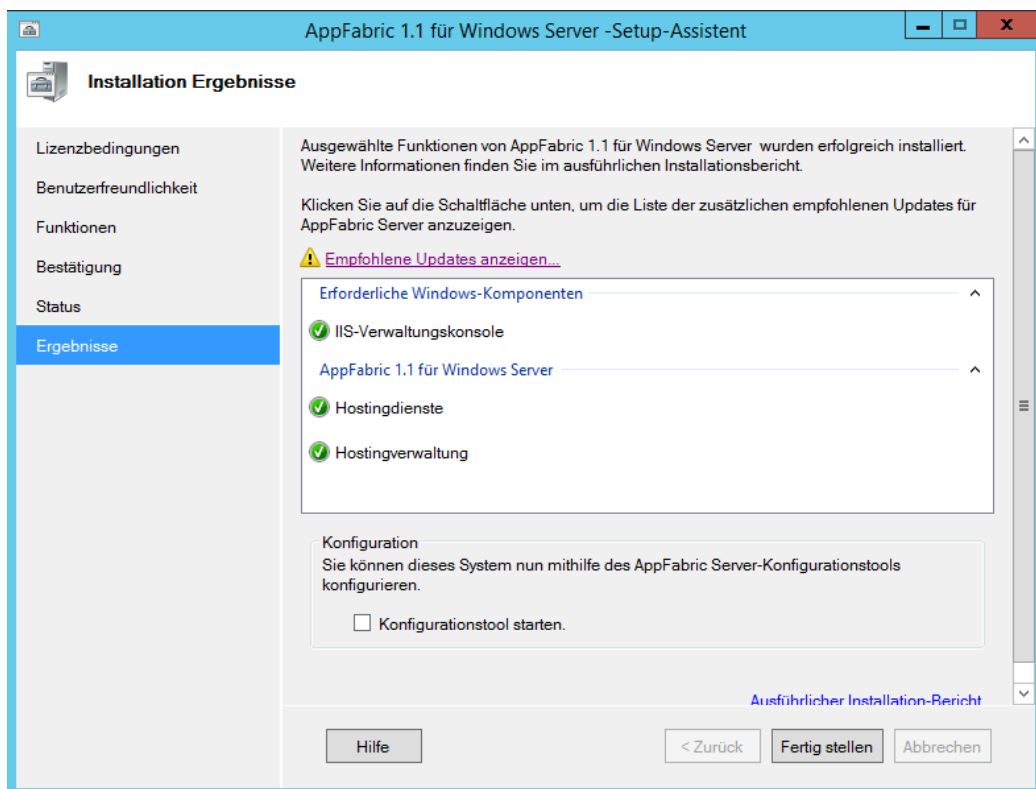 AppFabric 1.1 für Windows Server -Setup-Assistent
Installation Ergebnisse
Lizenzbedingungen
Benutzerfreundlichkeit
Funktionen
Bestätigung
Status
Ergebnisse
Ausgewählte Funktionen von AppFabric 1.1 für Windows Server wurden erfolgreich installiert.
Weitere Informationen finden Sie im ausführlichen Installationsbericht.
Klicken Sie auf die Schaltfläche unten, um die Liste der zusätzlichen empfohlenen Updates für
AppFabric Server anzuzeigen.
Empfohlene Updates anzeigen...
Erforderliche Windows-Komponenten
IIS-Verwaltungskonsole
AppFabric 1.1 für Windows Server
Hostingdienste
Hostingverwaltung
Konfiguration
Sie können dieses System nun mithilfe des AppFabric Server-Konfigurationstools
konfigurieren.
Konfigurationstool starten.
Ausführlicher Installation-Bericht
Hilfe
< Zurück
Fertig stellen
Abbrechen